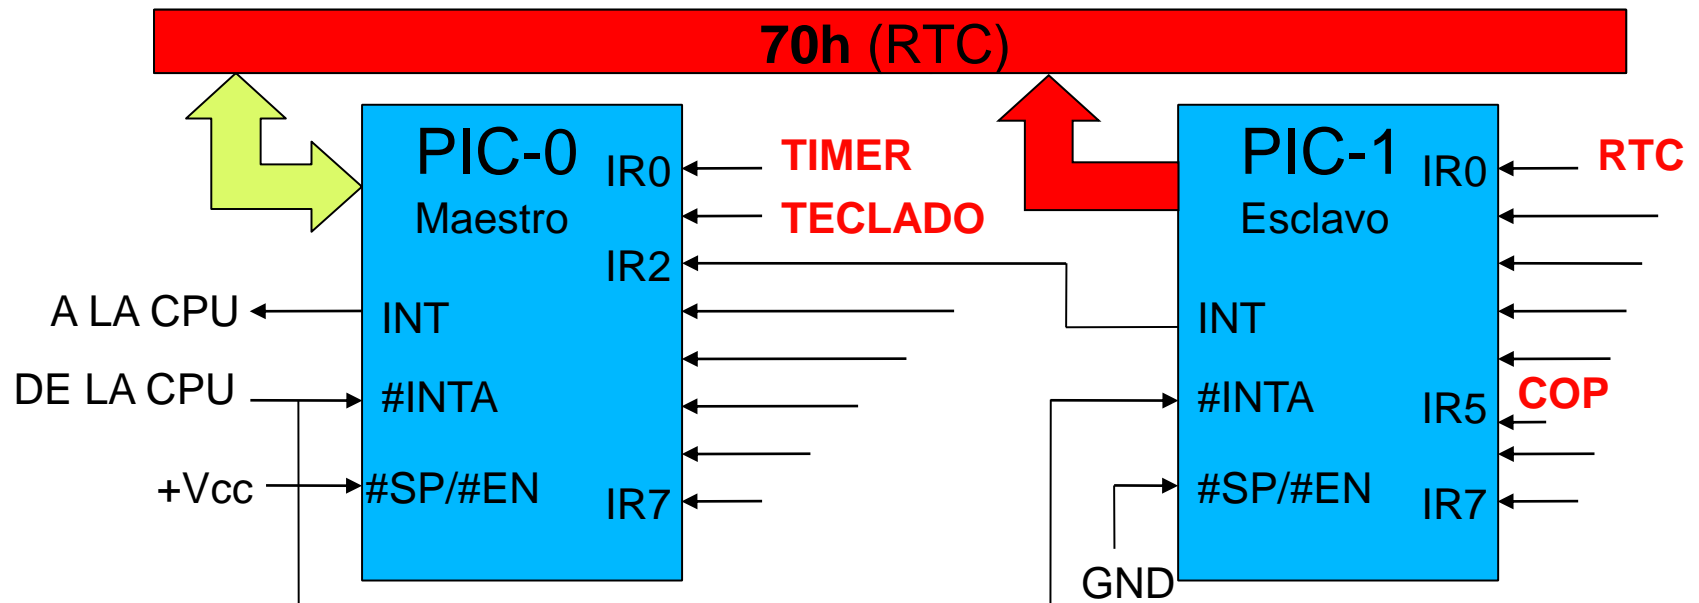 70h (RTC)
PIC-0
Maestro
IR0
TIMER
TECLADO
IR2
A LA CPU
INT
DE LA CPU
#INTA
+Vcc
#SP/#EN
IR7
PIC-1
Esclavo
IR0
RTC
INT
#INTA
IR5
COP
#SP/#EN
IR7
GND